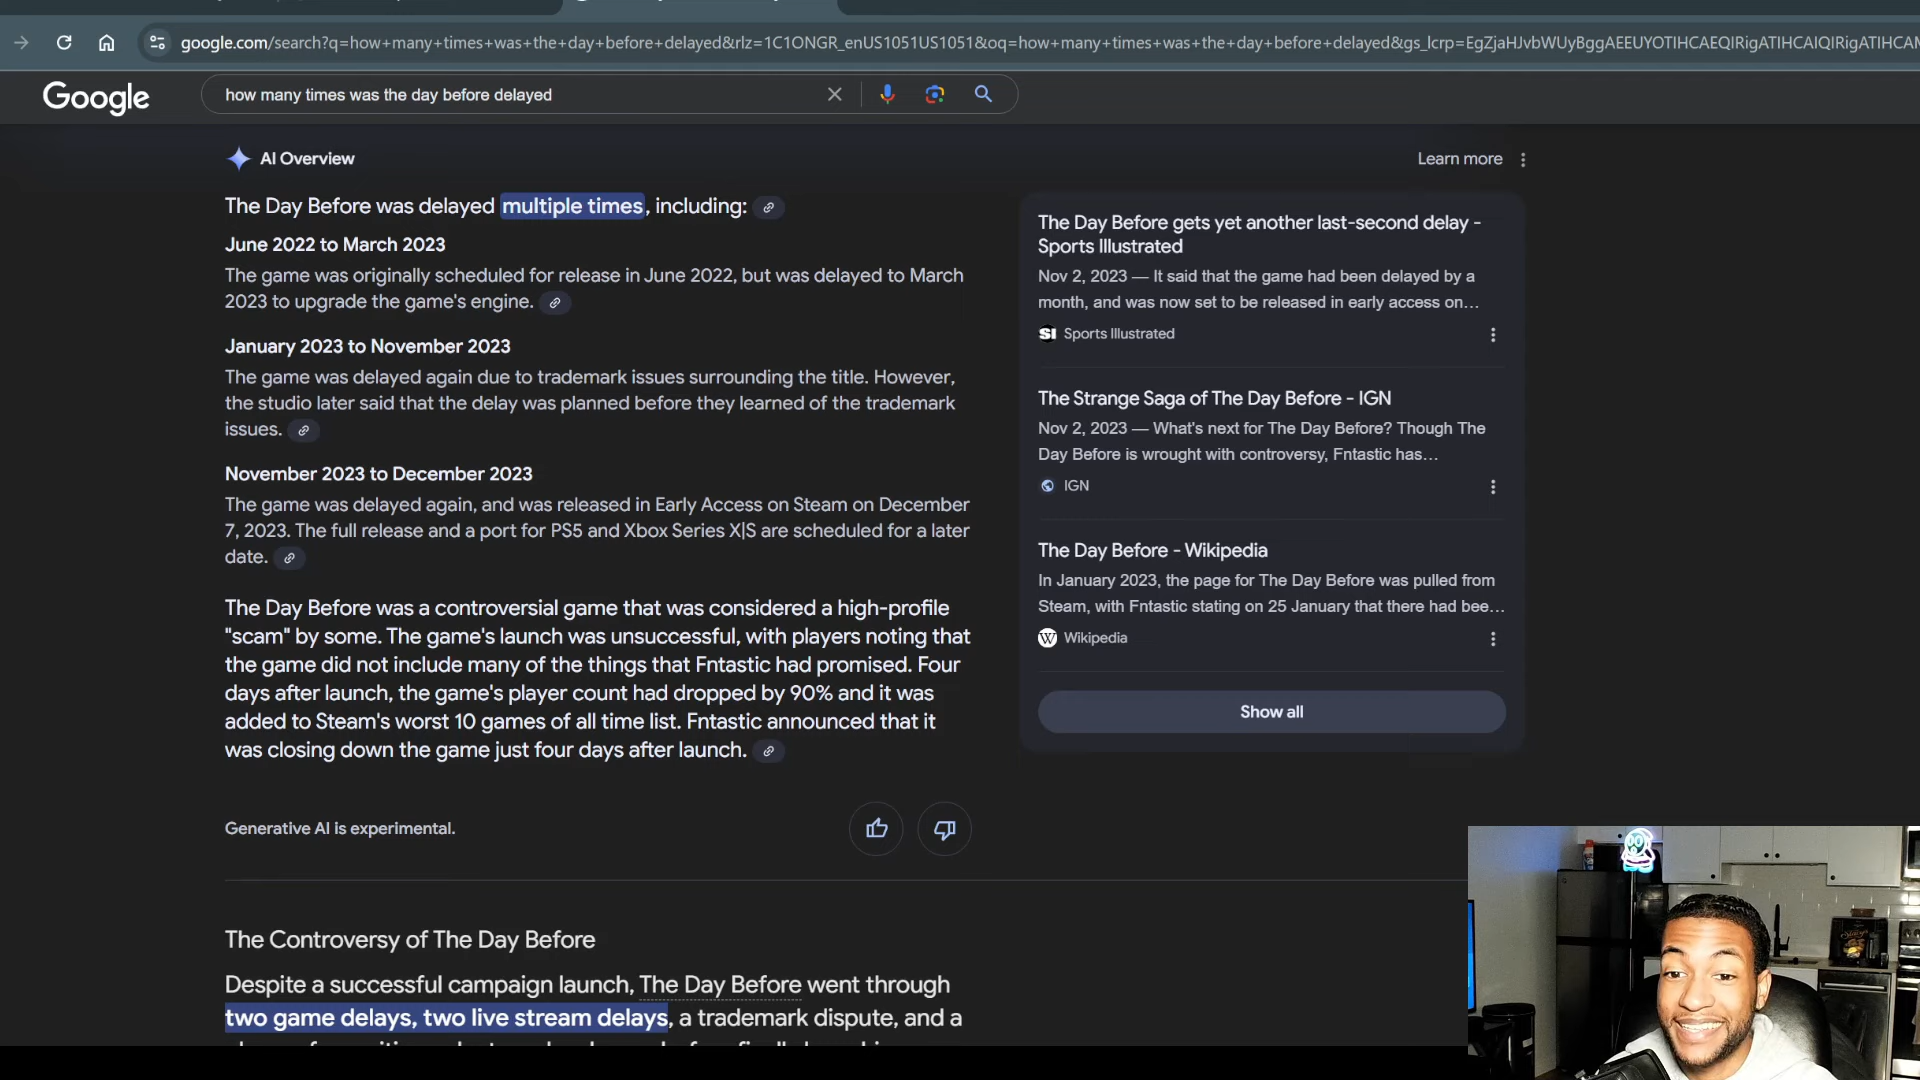 google.com/search?q=how+many+times+was+the+day+before+delayed&rlz=1C1ONGR_enUS1051US1051&oq=how+many+times+was+the+day+before+delayed&gs_lcrp=EgZjaHJvbWUyBggAEEUYOTIHCAEQIRigATIHCAIQIRigATIHCAM
Google
how many times was the day before delayed
AI Overview
Learn more
The Day Before was delayed multiple times, including:
June 2022 to March 2023
The game was originally scheduled for release in June 2022, but was delayed to March
2023 to upgrade the game's engine.
January 2023 to November 2023
The game was delayed again due to trademark issues surrounding the title. However,
the studio later said that the delay was planned before they learned of the trademark
issues.
November 2023 to December 2023
The game was delayed again, and was released in Early Access on Steam on December
7, 2023. The full release and a port for PS5 and Xbox Series X|S are scheduled for a later
date.
The Day Before was a controversial game that was considered a high-profile
"scam" by some. The game's launch was unsuccessful, with players noting that
the game did not include many of the things that Fntastic had promised. Four
days after launch, the game's player count had dropped by 90% and it was
added to Steam's worst 10 games of all time list. Fntastic announced that it
was closing down the game just four days after launch.
Generative AI is experimental.
The Day Before gets yet another last-second delay -
Sports Illustrated
Nov 2, 2023 — It said that the game had been delayed by a
month, and was now set to be released in early access on...
SI Sports Illustrated
The Strange Saga of The Day Before - IGN
Nov 2, 2023 — What's next for The Day Before? Though The
Day Before is wrought with controversy, Fntastic has...
IGN
The Day Before - Wikipedia
In January 2023, the page for The Day Before was pulled from
Steam, with Fntastic stating on 25 January that there had bee...
W Wikipedia
Show all
The Controversy of The Day Before
Despite a successful campaign launch, The Day Before went through
two game delays, two live stream delays, a trademark dispute, and a